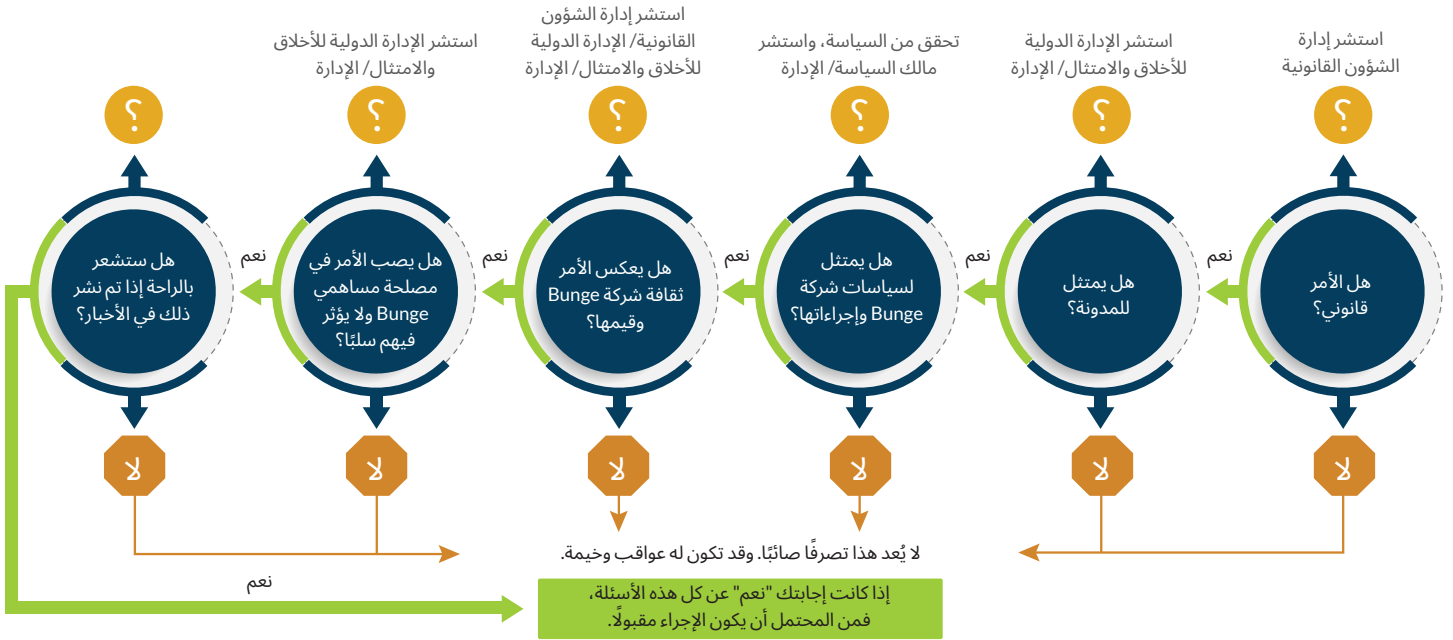 استشر إدارة
الشؤون القانونية
؟
هل الأمر
قانوني؟
لا
نعم
استشر الإدارة الدولية
للأخلاق والامتثال/ الإدارة
؟
هل يمتثل
للمدونة؟
لا
نعم
تحقق من السياسة، واستشر
مالك السياسة/ الإدارة
؟
هل يمتثل
لسياسات شركة
Bunge وإجراءاتها؟
لا
نعم
استشر إدارة الشؤون
القانونية/ الإدارة الدولية
للأخلاق والامتثال/ الإدارة
؟
هل يعكس الأمر
ثقافة شركة Bunge
وقيمها؟
لا
نعم
استشر الإدارة الدولية للأخلاق
والامتثال/ الإدارة
؟
هل يصب الأمر في
مصلحة مساهمي
Bunge ولا يؤثر
فيهم سلبًا؟
لا
نعم
؟
هل ستشعر
بالراحة إذا تم نشر
ذلك في الأخبار؟
لا
لا يُعد هذا تصرفًا صائبًا. وقد تكون له عواقب وخيمة.
نعم
إذا كانت إجابتك "نعم" عن كل هذه الأسئلة،
فمن المحتمل أن يكون الإجراء مقبولًا.